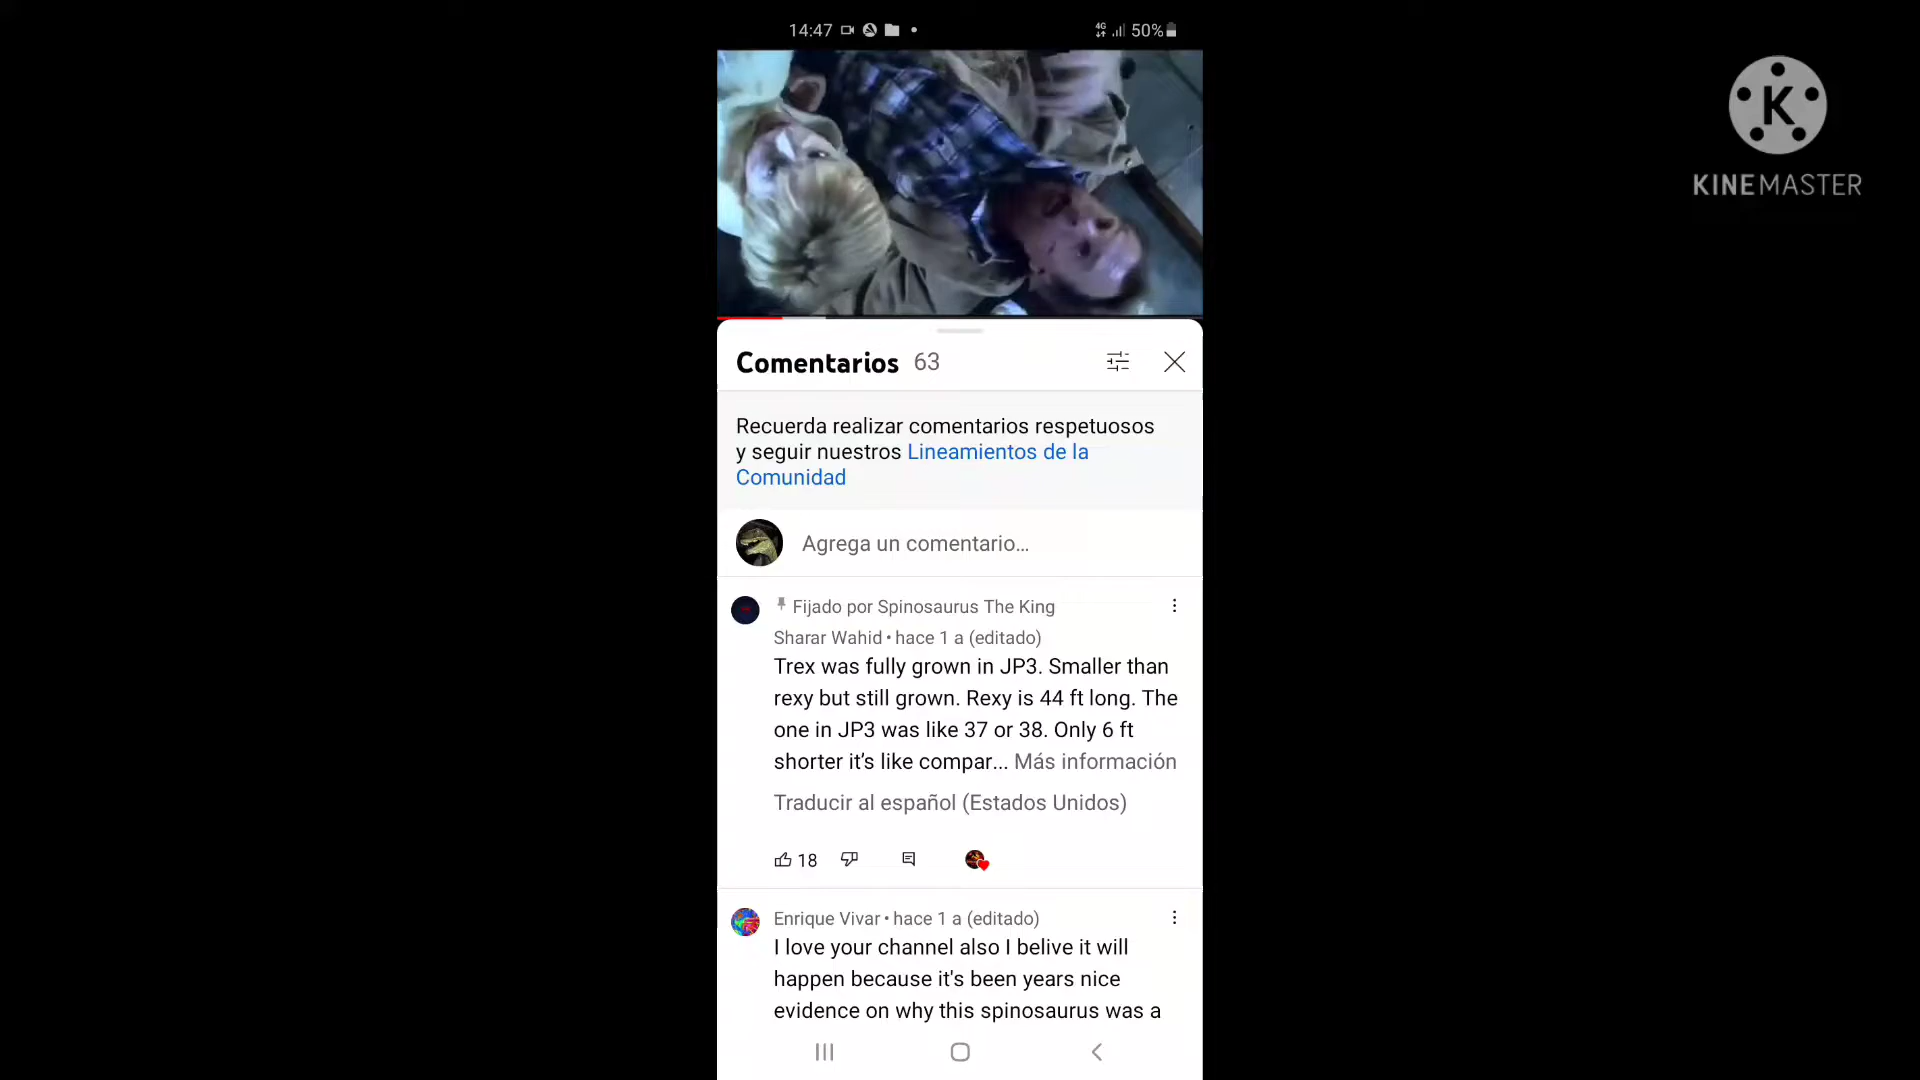 14:47
4G
50%
K
KINEMASTER
Comentarios 63
Recuerda realizar comentarios respetuosos
y seguir nuestros Lineamientos de la
Comunidad
Agrega un comentario...
Fijado por Spinosaurus The King
Sharar Wahid • hace 1 a (editado)
Trex was fully grown in JP3. Smaller than
rexy but still grown. Rexy is 44 ft long. The
one in JP3 was like 37 or 38. Only 6 ft
shorter it’s like compar... Más información
Traducir al español (Estados Unidos)
18
Enrique Vivar • hace 1 a (editado)
I love your channel also I belive it will
happen because it's been years nice
evidence on why this spinosaurus was a